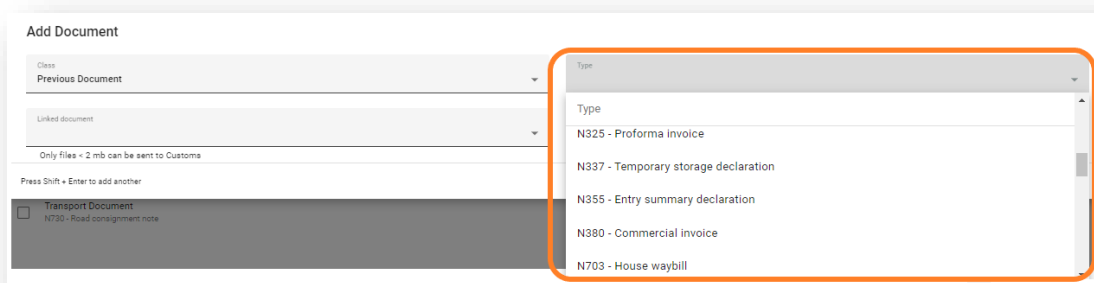 Add Document
Class
Previous Document
Type
Linked document
Only files < 2 mb can be sent to Customs
Press Shift + Enter to add another
Transport Document
N730 - Road consignment note
Type
N325 - Proforma invoice
N337 - Temporary storage declaration
N355 - Entry summary declaration
N380 - Commercial invoice
N703 - House waybill